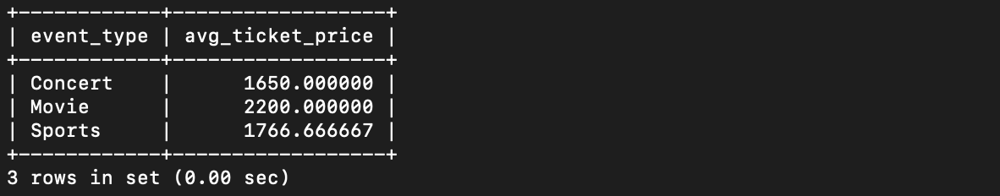 +------------+------------------+
| event_type | avg_ticket_price |
+------------+------------------+
| Concert    |      1650.000000 |
| Movie      |      2200.000000 |
| Sports     |      1766.666667 |
+------------+------------------+
3 rows in set (0.00 sec)